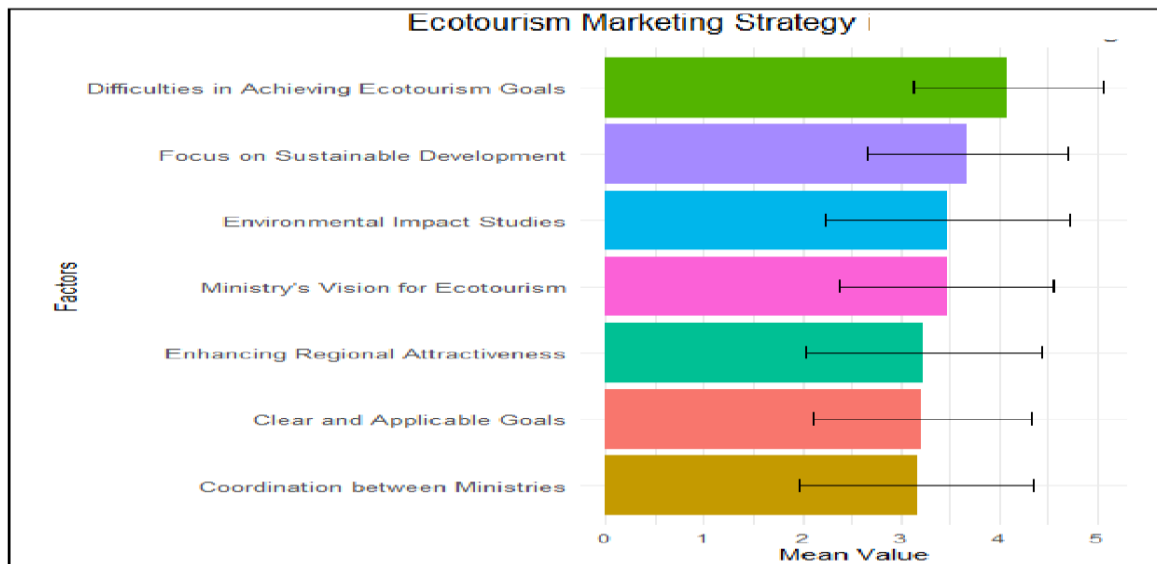 Ecotourism Marketing Strategy
Difficulties in Achieving Ecotourism Goals
Focus on Sustainable Development
Environmental Impact Studies
Ministry's Vision for Ecotourism
Enhancing Regional Attractiveness
Clear and Applicable Goals
Coordination between Ministries
Factors
0 1 2 3 4 5
Mean Value